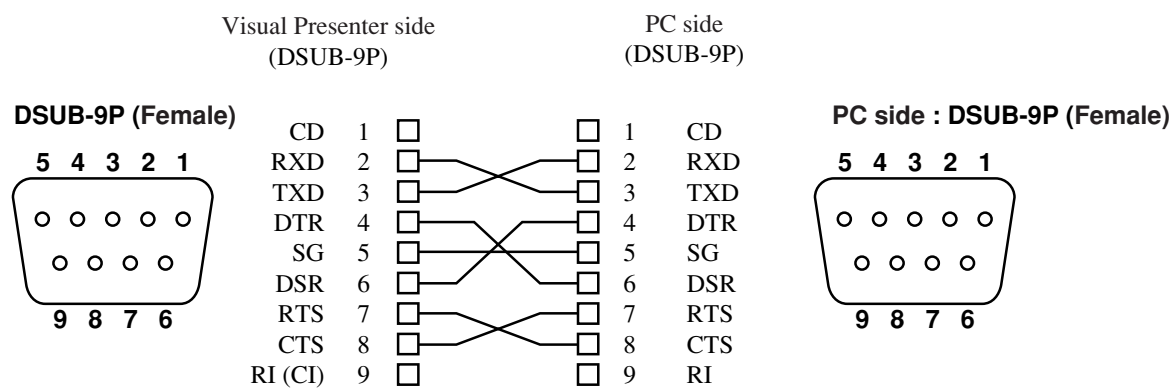 Visual Presenter side
(DSUB-9P)
PC side
(DSUB-9P)
DSUB-9P (Female)
5 4 3 2 1
9 8 7 6
CD 1
RXD 2
TXD 3
DTR 4
SG 5
DSR 6
RTS 7
CTS 8
RI (CI) 9
1 CD
2 RXD
3 TXD
4 DTR
5 SG
6 DSR
7 RTS
8 CTS
9 RI
PC side : DSUB-9P (Female)
5 4 3 2 1
9 8 7 6